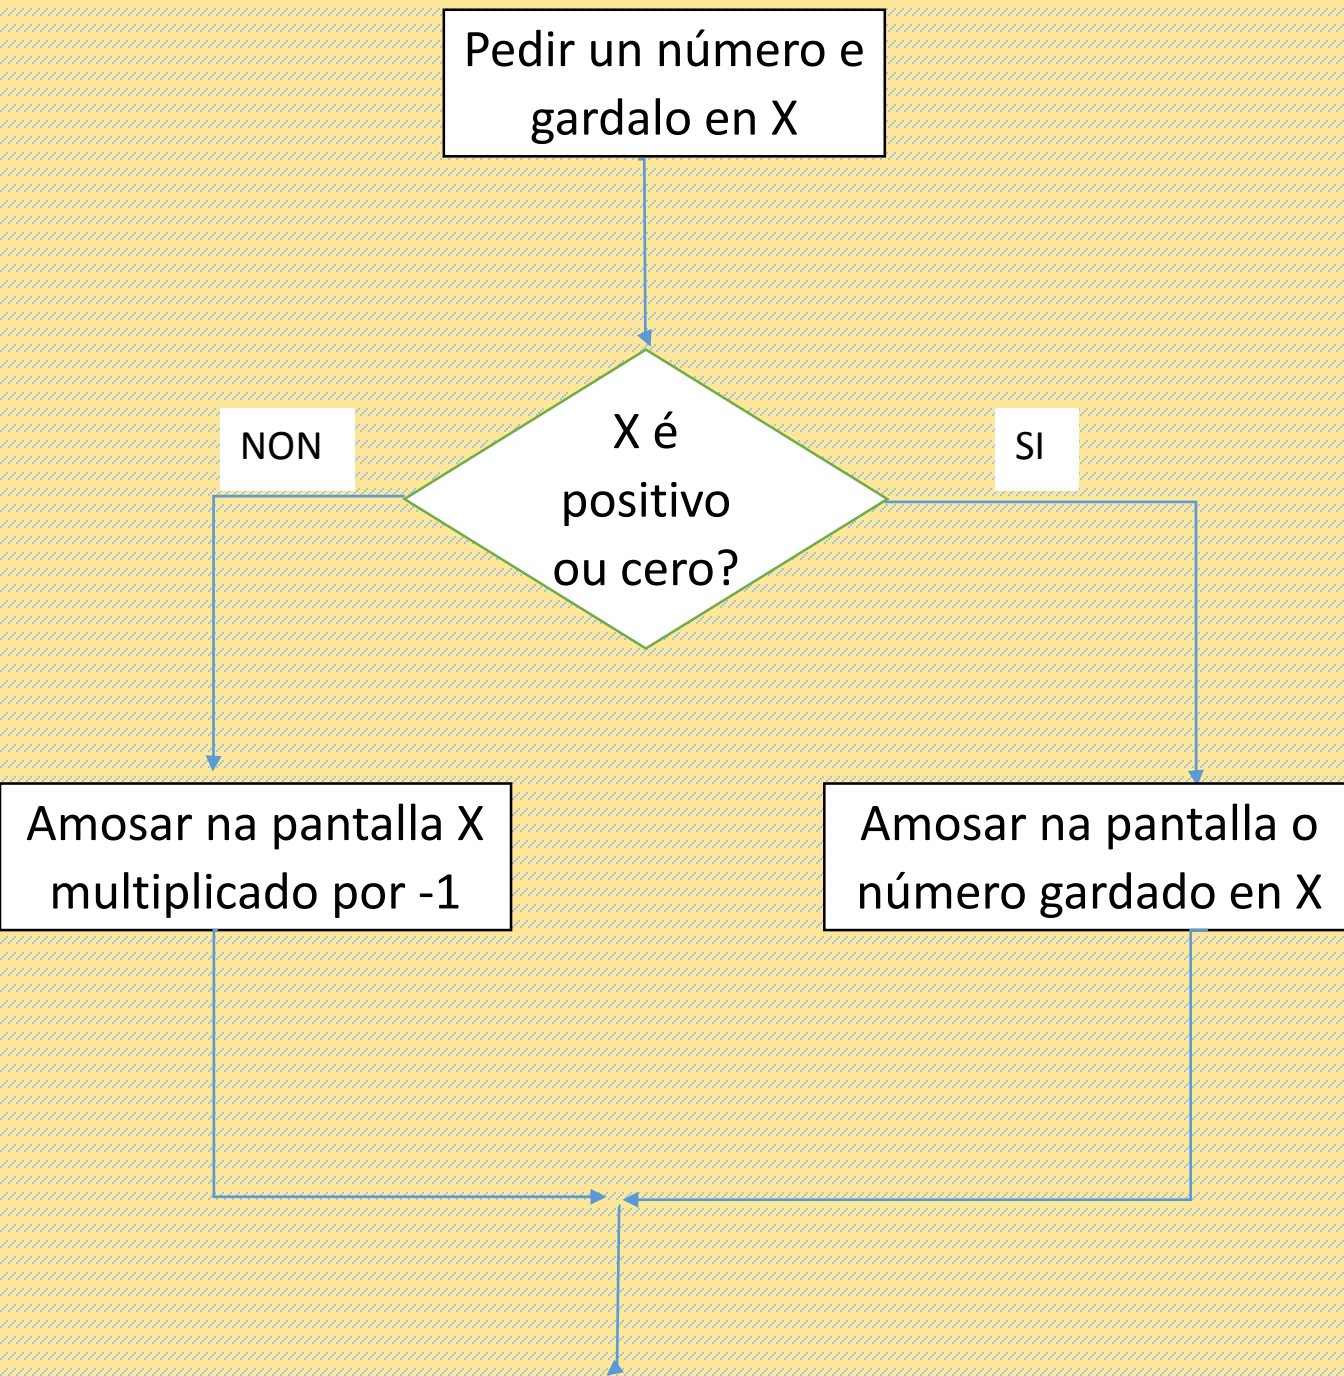 Pedir un número e
gardalo en X
X é
positivo
ou cero?
NON
SI
Amosar na pantalla X
multiplicado por -1
Amosar na pantalla o
número gardado en X